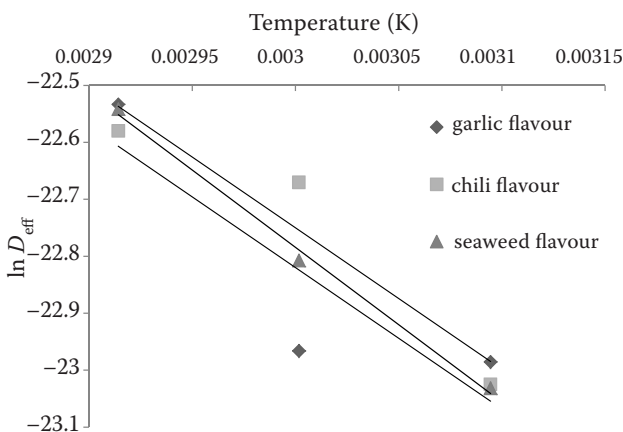 Temperature (K)
0.0029 0.00295 0.003 0.00305 0.0031 0.00315
−22.5
−22.6
−22.7
−22.8
−22.9
−23
−23.1
ln D_eff
garlic flavour
chili flavour
seaweed flavour